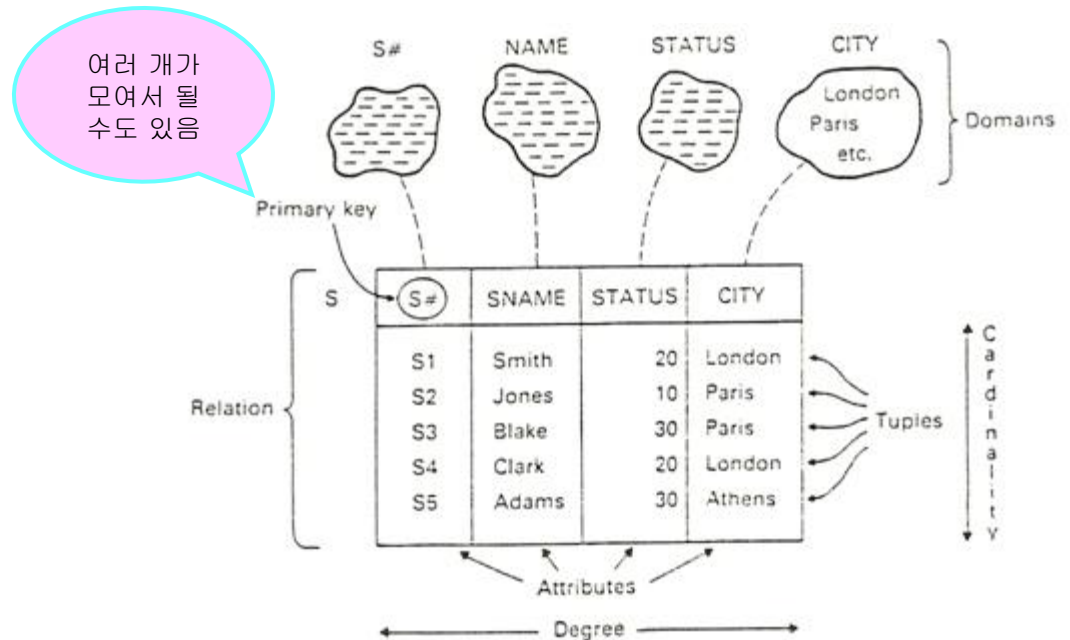 여러 개가
모여서 될
수도 있음
S# NAME STATUS CITY
London
Paris
etc.
Domains
Primary key
S
S# SNAME STATUS CITY
S1 Smith 20 London
S2 Jones 10 Paris
S3 Blake 30 Paris
S4 Clark 20 London
S5 Adams 30 Athens
Relation
Tuples
Cardinality
Attributes
Degree